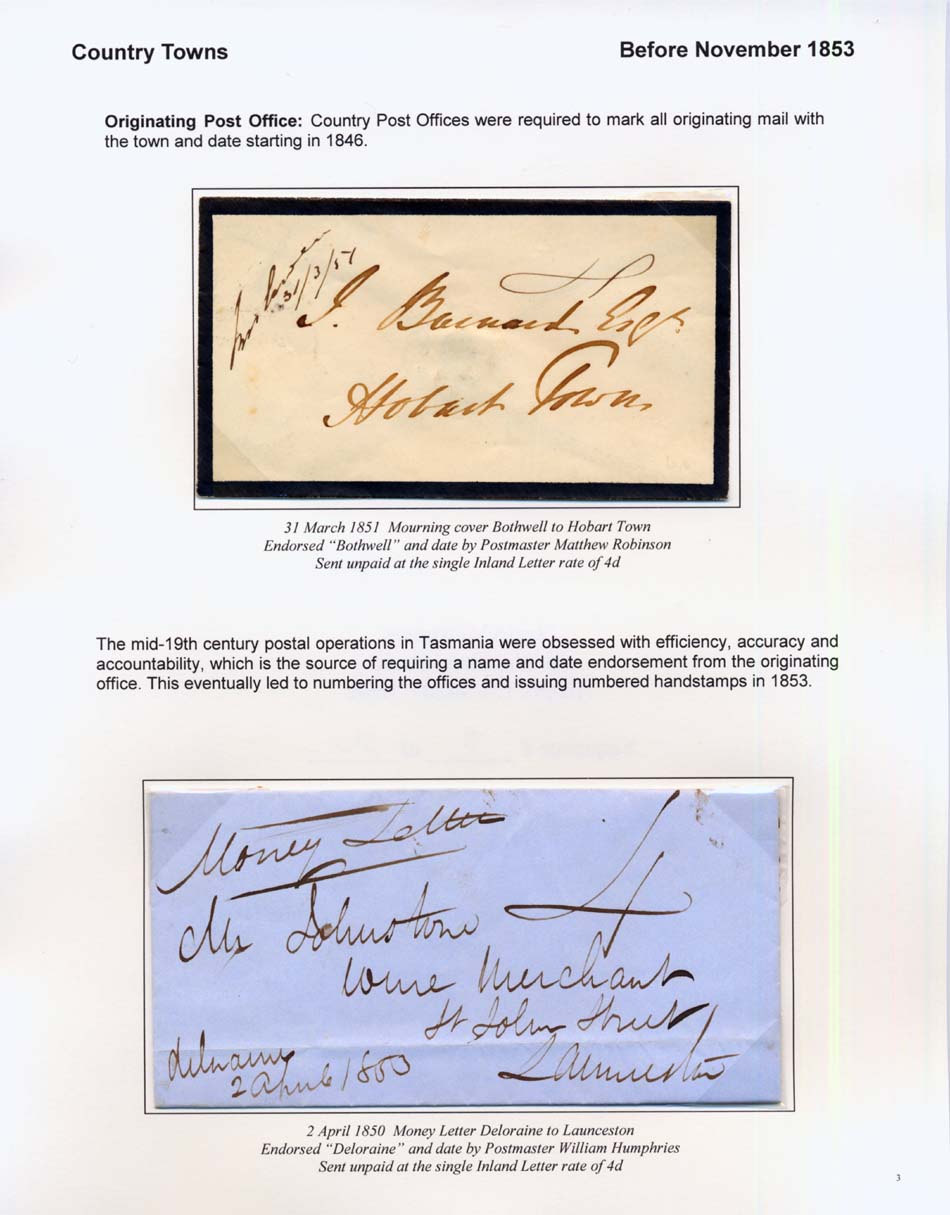 Country Towns
Before November 1853
Originating Post Office: Country Post Offices were required to mark all originating mail with
the town and date starting in 1846.
31/3/51
J. Barnard Esqr
Hobart Town
31 March 1851 Mourning cover Bothwell to Hobart Town
Endorsed “Bothwell” and date by Postmaster Matthew Robinson
Sent unpaid at the single Inland Letter rate of 4d
The mid-19th century postal operations in Tasmania were obsessed with efficiency, accuracy and
accountability, which is the source of requiring a name and date endorsement from the originating
office. This eventually led to numbering the offices and issuing numbered handstamps in 1853.
Money Letter
4
Mr Johnstone
Wine Merchant
St John Street
Launceston
Deloraine
2 April 1850
2 April 1850 Money Letter Deloraine to Launceston
Endorsed “Deloraine” and date by Postmaster William Humphries
Sent unpaid at the single Inland Letter rate of 4d
3